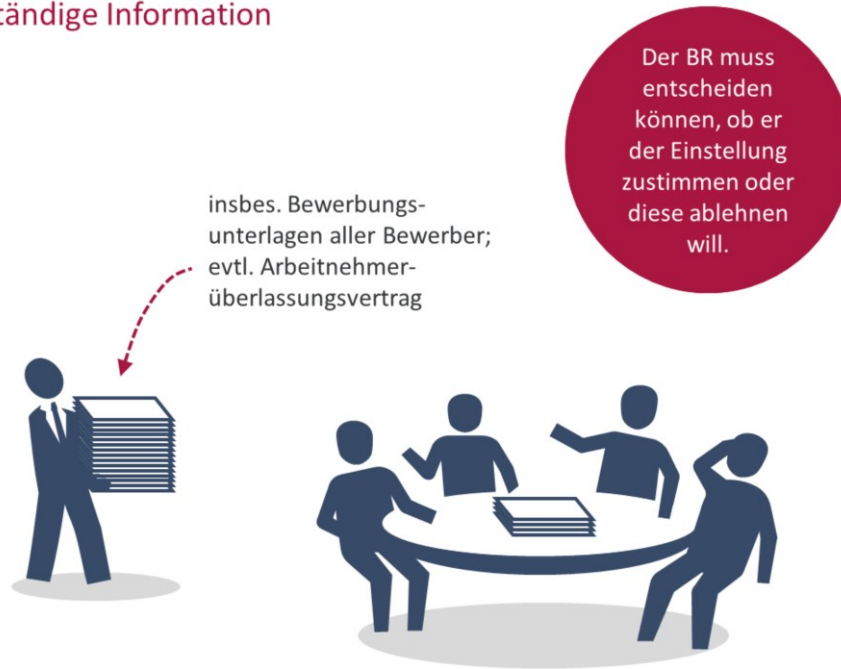 tändige Information
Der BR muss
entscheiden
können, ob er
der Einstellung
zustimmen oder
diese ablehnen
will.
insbes. Bewerbungs-
unterlagen aller Bewerber;
evtl. Arbeitnehmer-
überlassungsvertrag